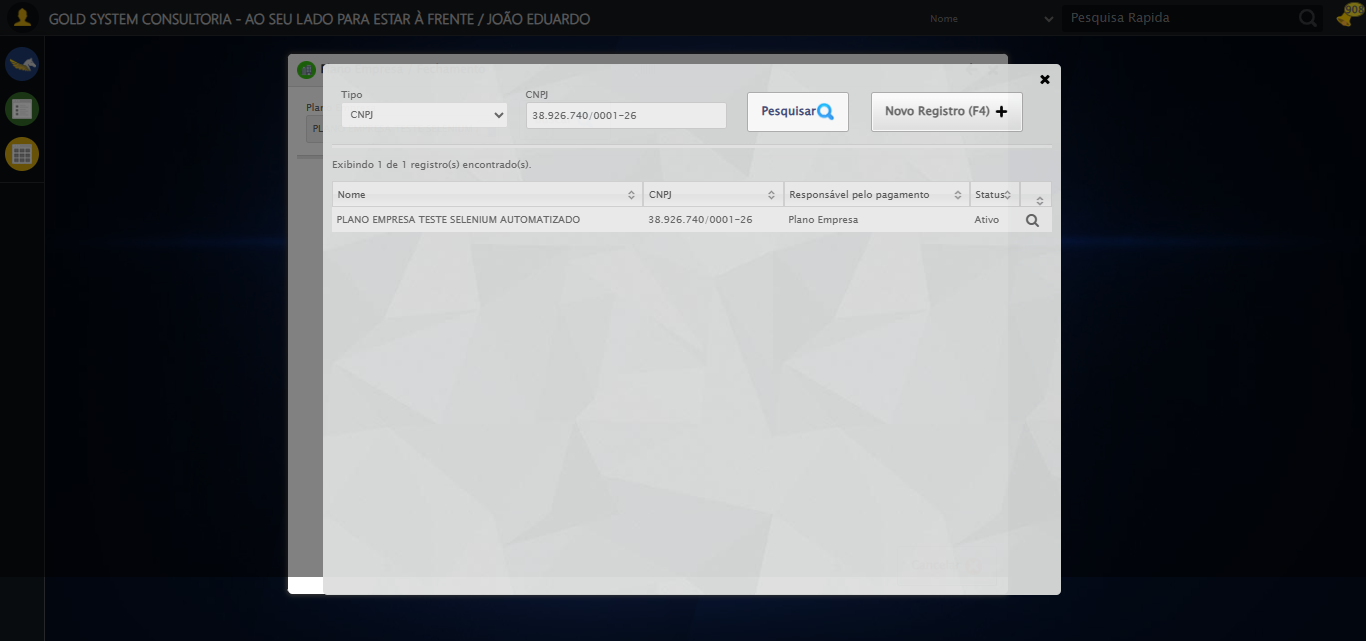 GOLD SYSTEM CONSULTORIA - AO SEU LADO PARA ESTAR À FRENTE / JOÃO EDUARDO
Nome
Pesquisa Rapida
908
Tipo
CNPJ
CNPJ
38.926.740/0001-26
Pesquisar
Novo Registro (F4)
Exibindo 1 de 1 registro(s) encontrado(s).
Nome CNPJ Responsável pelo pagamento Status
PLANO EMPRESA TESTE SELENIUM AUTOMATIZADO 38.926.740/0001-26 Plano Empresa Ativo